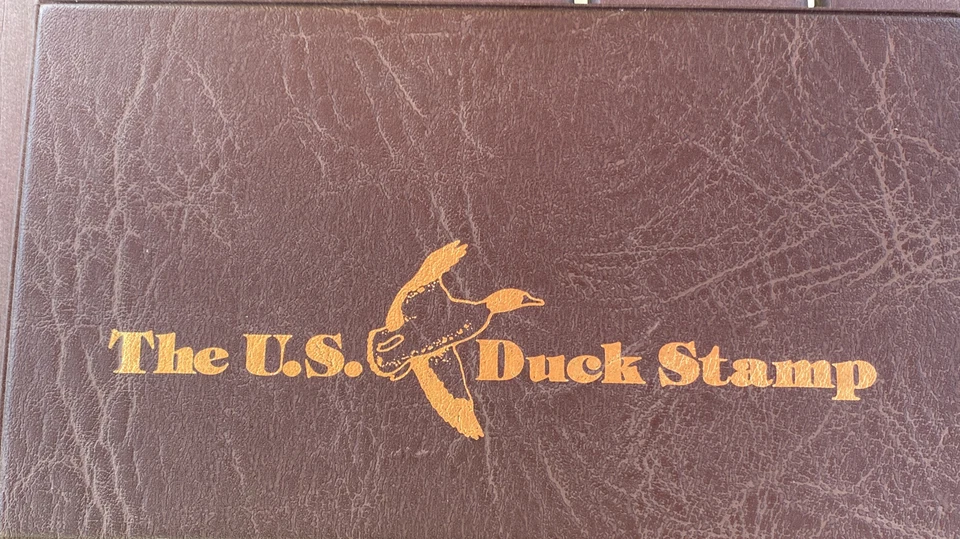 The U.S. Duck Stamp